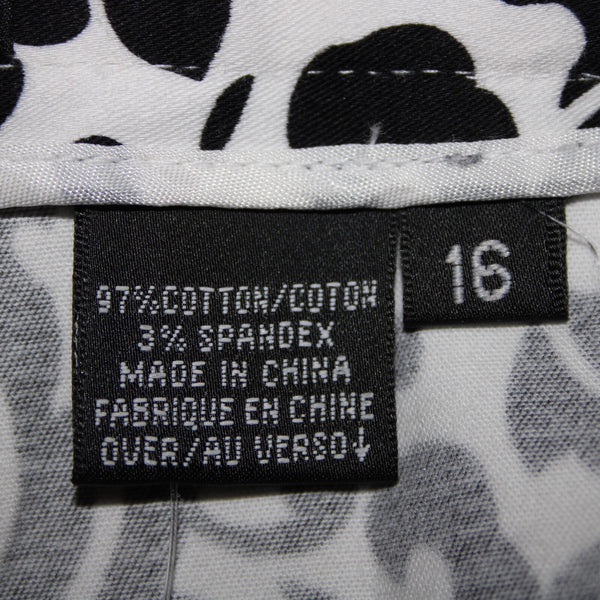 97% COTTON/COTON
3% SPANDEX
MADE IN CHINA
FABRIQUE EN CHINE
OVER/AU VERSO↓
16